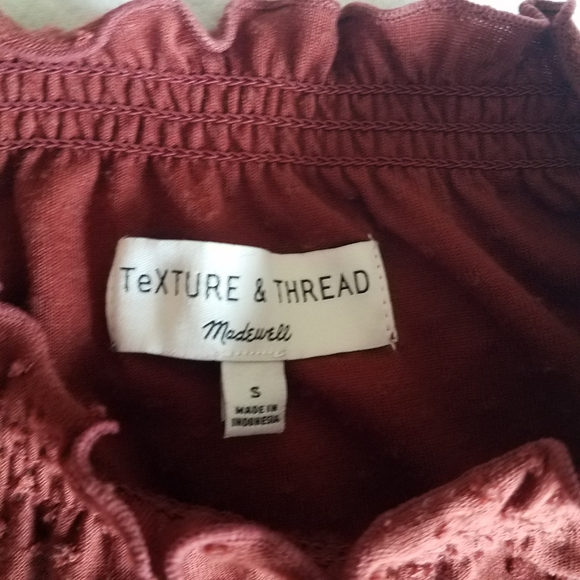 TeXTURE & THREAD
Madewell
S
MADE IN
INDONESIA